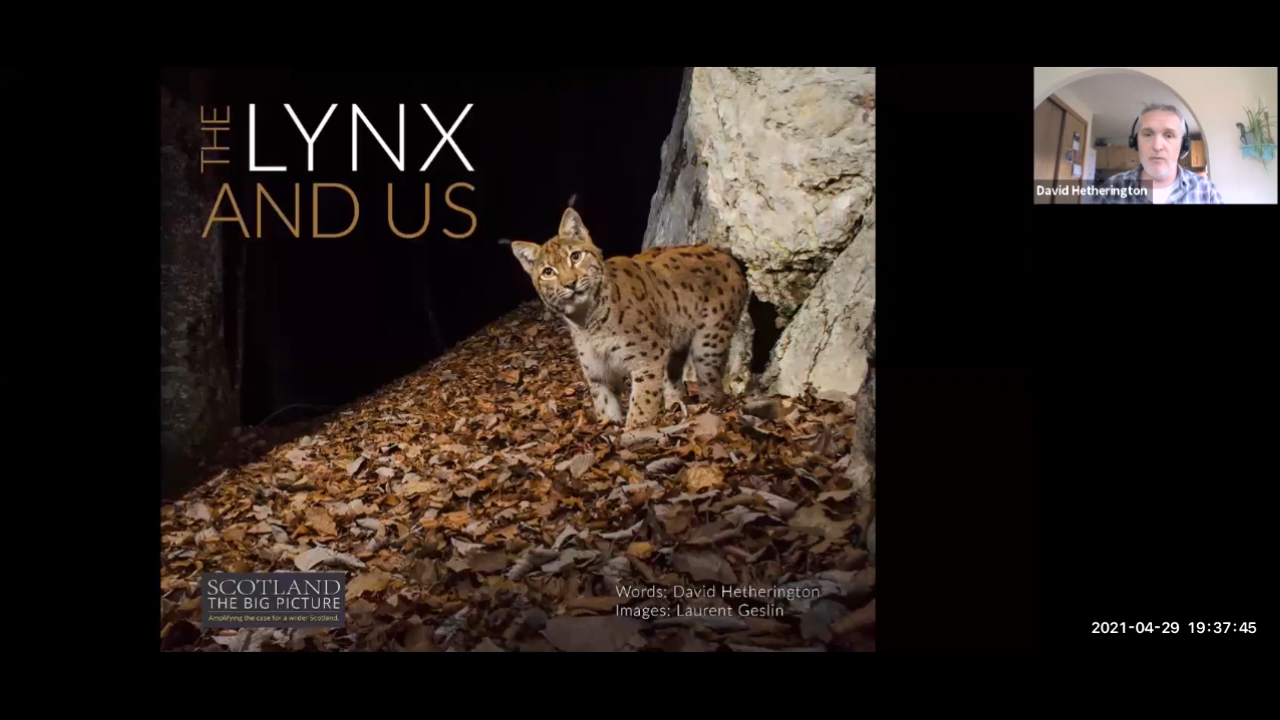 THE LYNX
AND US
SCOTLAND
THE BIG PICTURE
Amplifying the case for a wilder Scotland.
Words: David Hetherington
Images: Laurent Geslin
David Hetherington
2021-04-29 19:37:45